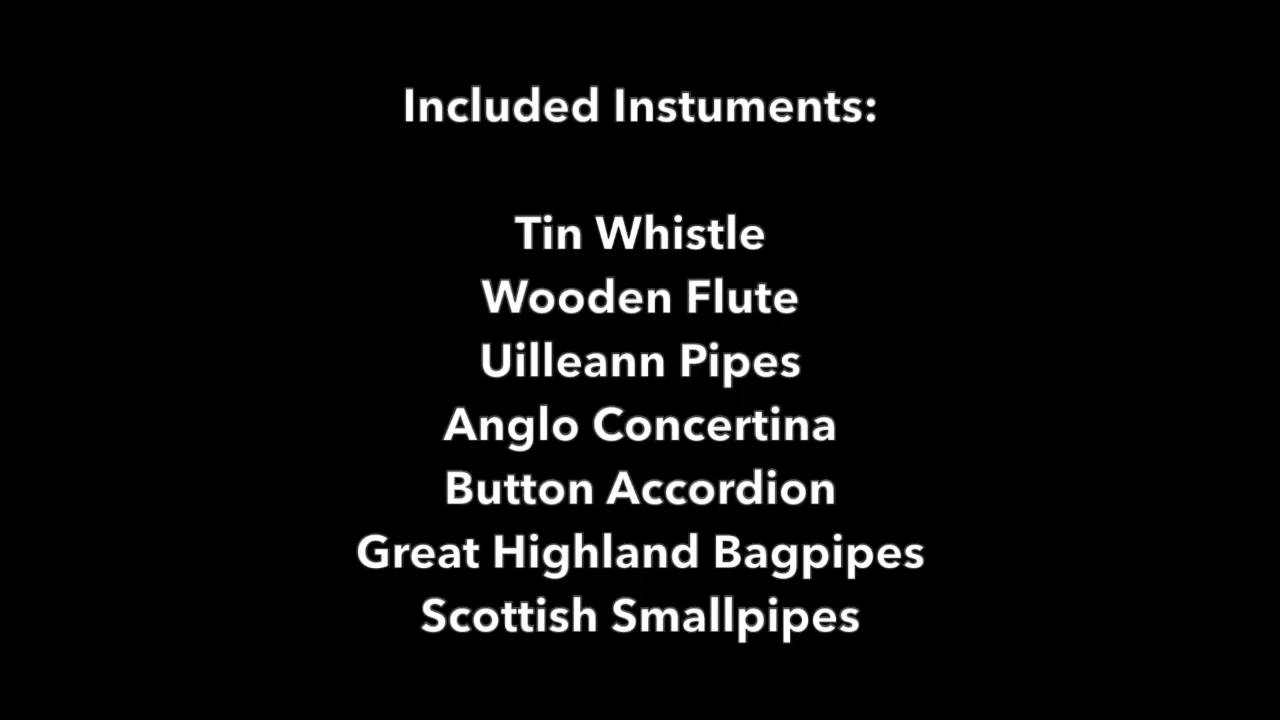 Included Instuments:
Tin Whistle
Wooden Flute
Uilleann Pipes
Anglo Concertina
Button Accordion
Great Highland Bagpipes
Scottish Smallpipes